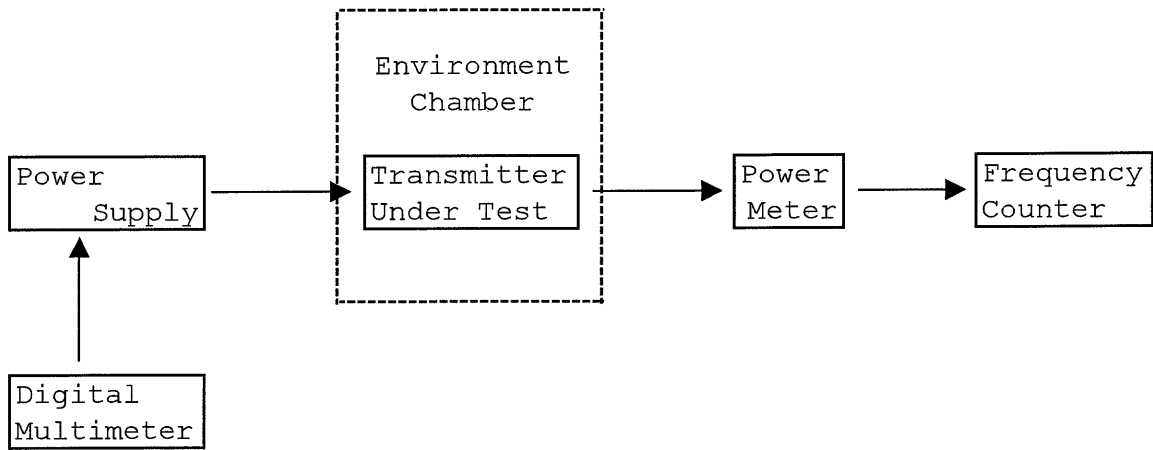 Environment
Chamber
Power
Supply
Transmitter
Under Test
Power
Meter
Frequency
Counter
Digital
Multimeter